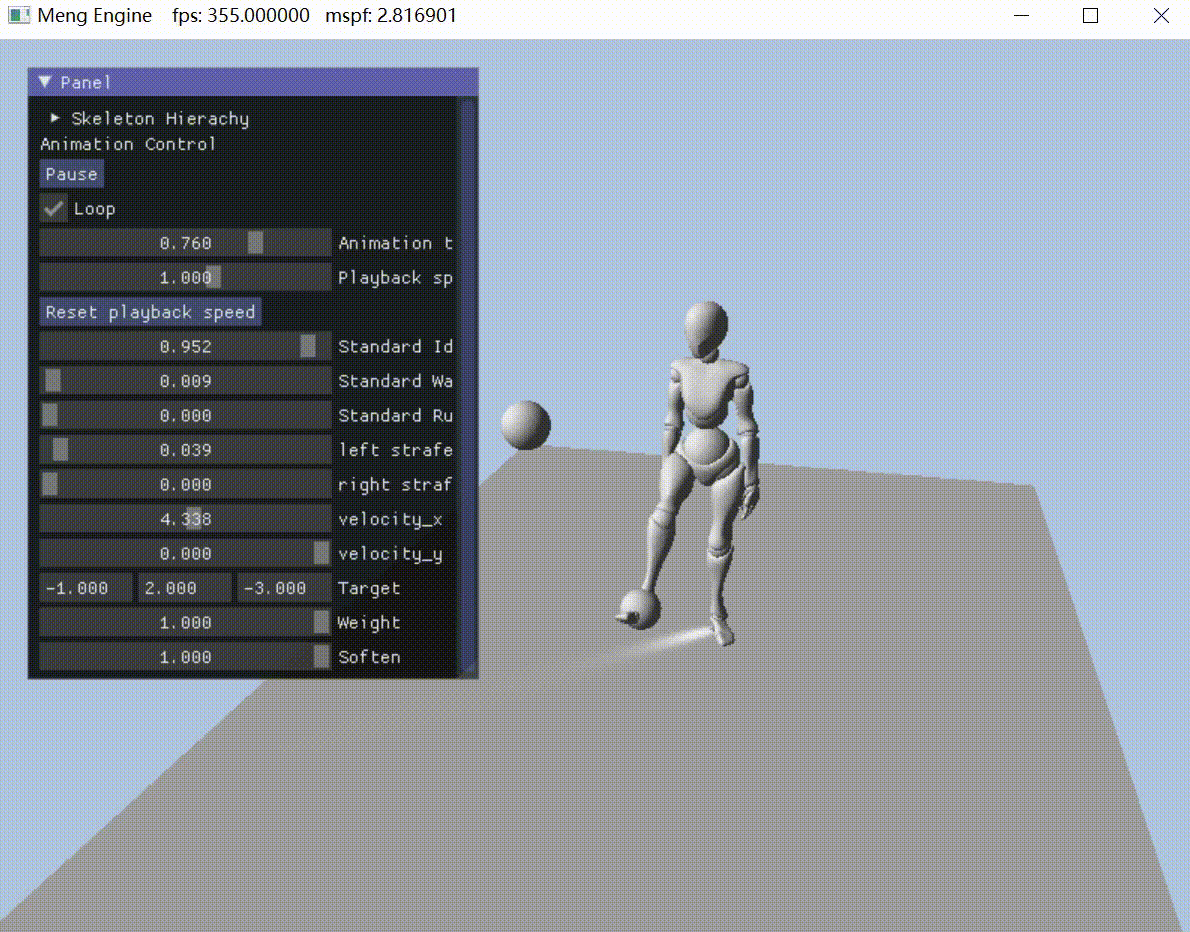 Meng Engine fps: 355.000000 mspf: 2.816901
Panel
Skeleton Hierachy
Animation Control
Pause
Loop
0.760 Animation t
1.000 Playback sp
Reset playback speed
0.952 Standard Id
0.009 Standard Wa
0.000 Standard Ru
0.039 left strafe
0.000 right straf
4.338 velocity_x
0.000 velocity_y
-1.000 2.000 -3.000 Target
1.000 Weight
1.000 Soften